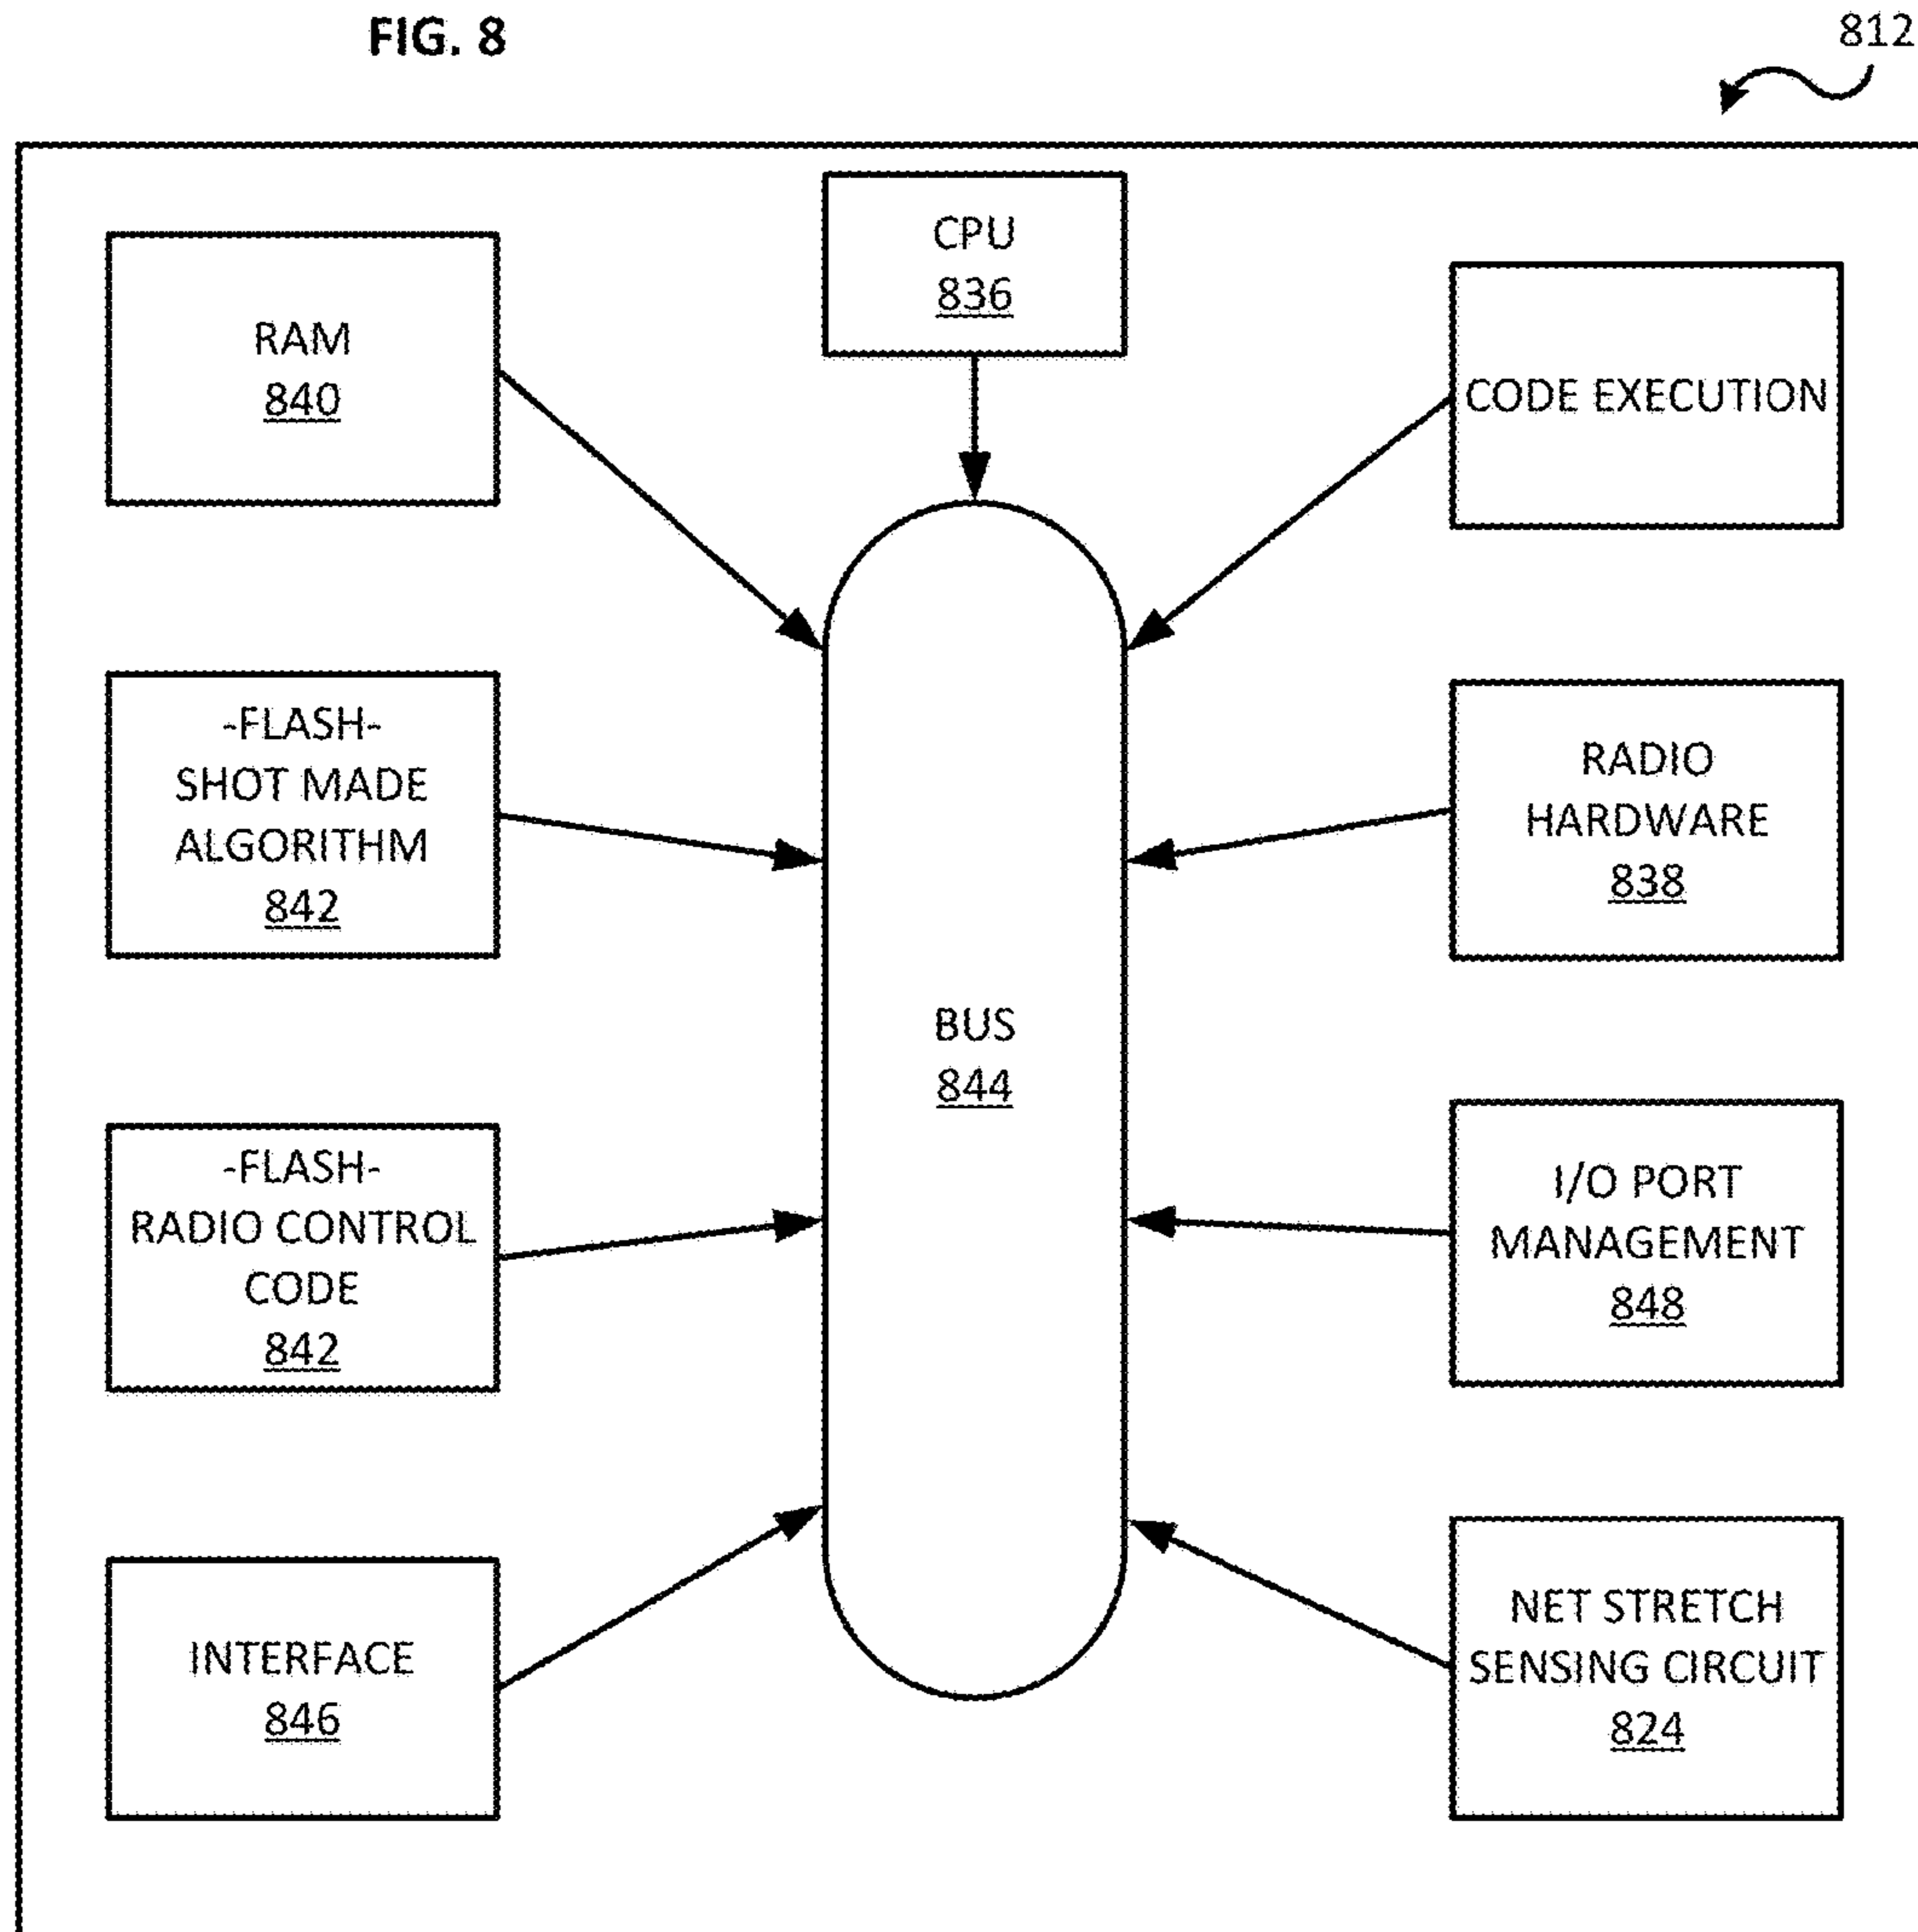 FIG. 8
812
CPU
836
RAM
840
CODE EXECUTION
-FLASH-
SHOT MADE
ALGORITHM
842
RADIO
HARDWARE
838
BUS
844
-FLASH-
RADIO CONTROL
CODE
842
I/O PORT
MANAGEMENT
848
INTERFACE
846
NET STRETCH
SENSING CIRCUIT
824